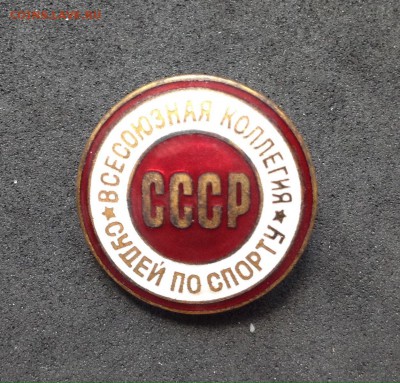 ВСЕСОЮЗНАЯ КОЛЛЕГИЯ
СССР
★ СУДЕЙ ПО СПОРТУ ★